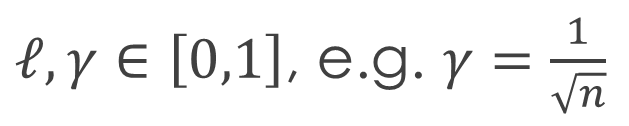 ℓ, γ ∈ [0,1], e.g. γ = 1/√n